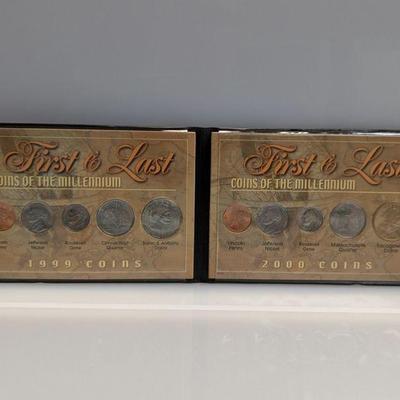 First & Last
COINS OF THE MILLENNIUM
Jefferson Nickel
Roosevelt Dime
Connecticut Quarter
Susan B. Anthony Dollar
1999 COINS
First & Last
COINS OF THE MILLENNIUM
Lincoln Penny
Jefferson Nickel
Roosevelt Dime
Massachusetts Quarter
Sacagawea
2000 COINS